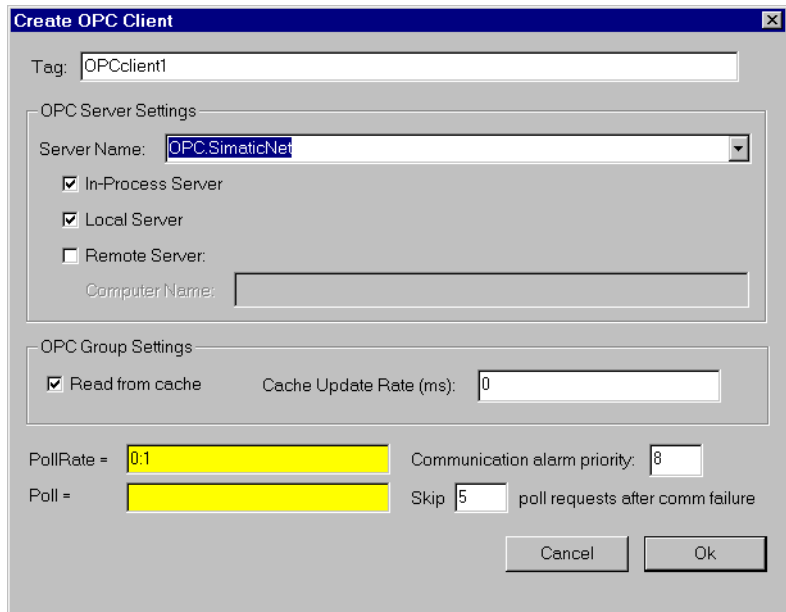 Create OPC Client
Tag: OPCclient1
OPC Server Settings
Server Name: OPC.SimaticNet
In-Process Server
Local Server
Remote Server:
Computer Name:
OPC Group Settings
Read from cache Cache Update Rate (ms): 0
PollRate = 0:1 Communication alarm priority: 8
Poll = Skip 5 poll requests after comm failure
Cancel Ok